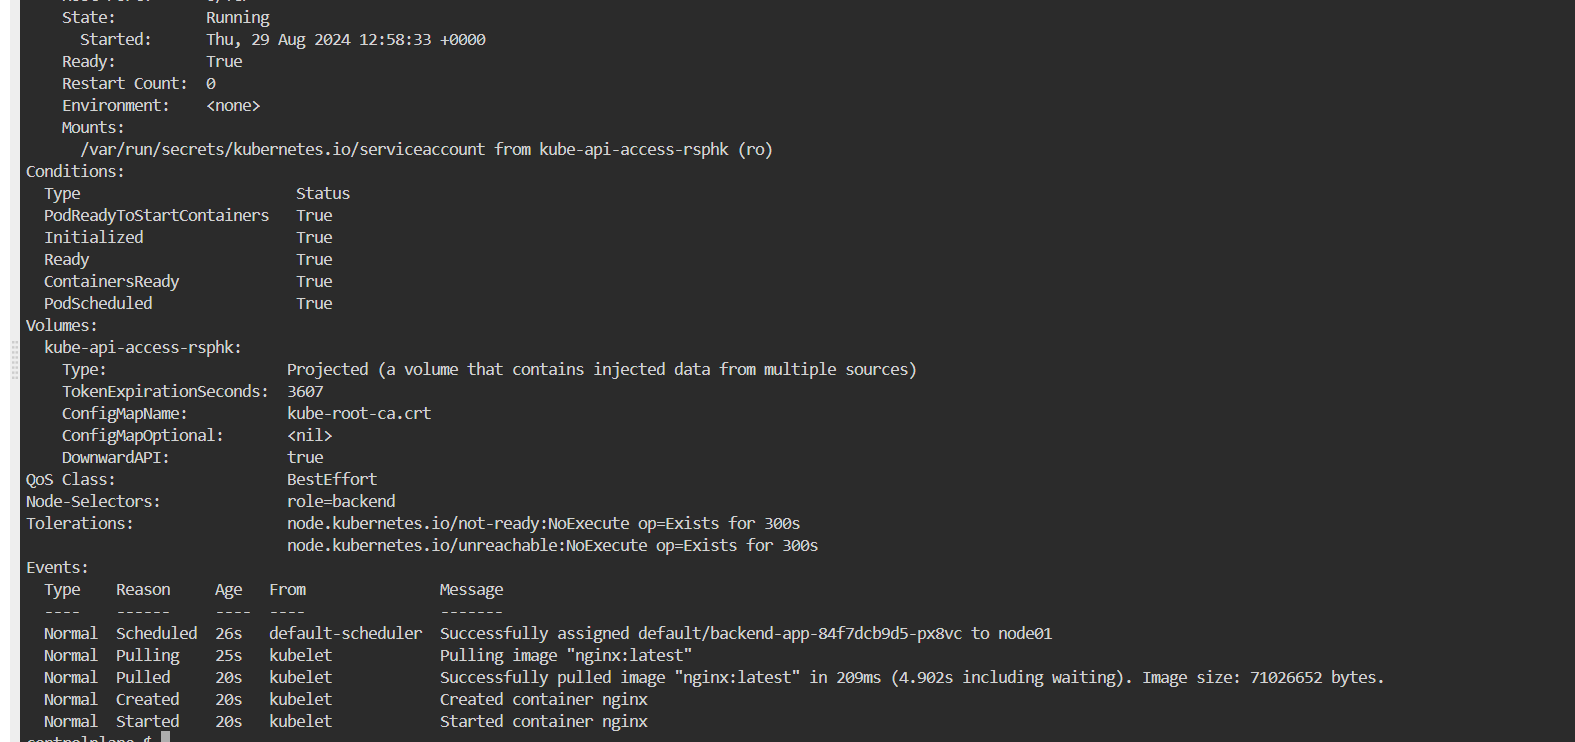 State: Running
Started: Thu, 29 Aug 2024 12:58:33 +0000
Ready: True
Restart Count: 0
Environment: <none>
Mounts:
/var/run/secrets/kubernetes.io/serviceaccount from kube-api-access-rsphk (ro)
Conditions:
Type Status
PodReadyToStartContainers True
Initialized True
Ready True
ContainersReady True
PodScheduled True
Volumes:
kube-api-access-rsphk:
Type: Projected (a volume that contains injected data from multiple sources)
TokenExpirationSeconds: 3607
ConfigMapName: kube-root-ca.crt
ConfigMapOptional: <nil>
DownwardAPI: true
QoS Class: BestEffort
Node-Selectors: role=backend
Tolerations: node.kubernetes.io/not-ready:NoExecute op=Exists for 300s
node.kubernetes.io/unreachable:NoExecute op=Exists for 300s
Events:
Type Reason Age From Message
---- ------ ---- ---- -------
Normal Scheduled 26s default-scheduler Successfully assigned default/backend-app-84f7dcb9d5-px8vc to node01
Normal Pulling 25s kubelet Pulling image "nginx:latest"
Normal Pulled 20s kubelet Successfully pulled image "nginx:latest" in 209ms (4.902s including waiting). Image size: 71026652 bytes.
Normal Created 20s kubelet Created container nginx
Normal Started 20s kubelet Started container nginx
controlplane $